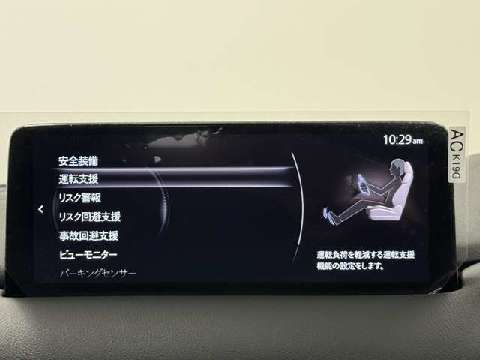 10:29am
安全装備
運転支援
リスク警報
リスク回避支援
事故回避支援
ビューモニター
パーキングセンサー
運転負荷を軽減する運転支援
機能の設定をします。
ACK19G